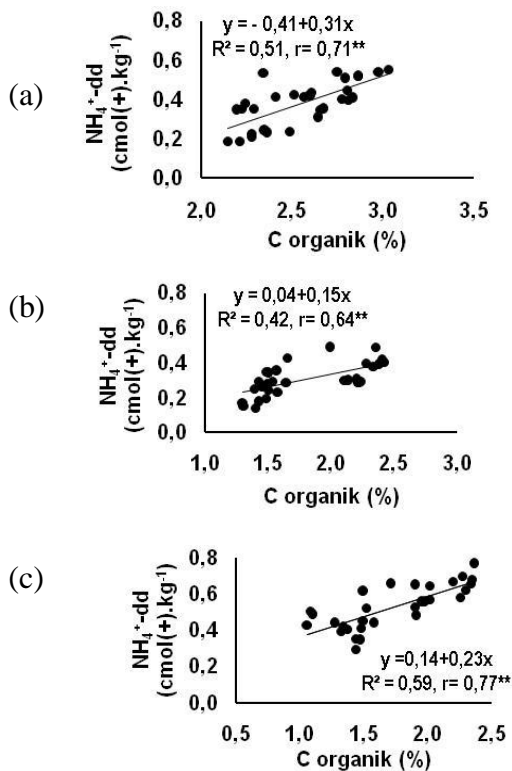 (a)
y = - 0,41+0,31x
R² = 0,51, r= 0,71**
NH₄⁺-dd
(cmol(+).kg⁻¹)
0,8
0,6
0,4
0,2
0,0
2,0 2,5 3,0 3,5
C organik (%)
(b)
y = 0,04+0,15x
R² = 0,42, r= 0,64**
NH₄⁺-dd
(cmol(+).kg⁻¹)
0,8
0,6
0,4
0,2
0,0
1,0 1,5 2,0 2,5 3,0
C organik (%)
(c)
NH₄⁺-dd
(cmol(+).kg⁻¹)
0,8
0,6
0,4
0,2
0,0
y =0,14+0,23x
R² = 0,59, r= 0,77**
0,5 1,0 1,5 2,0 2,5
C organik (%)